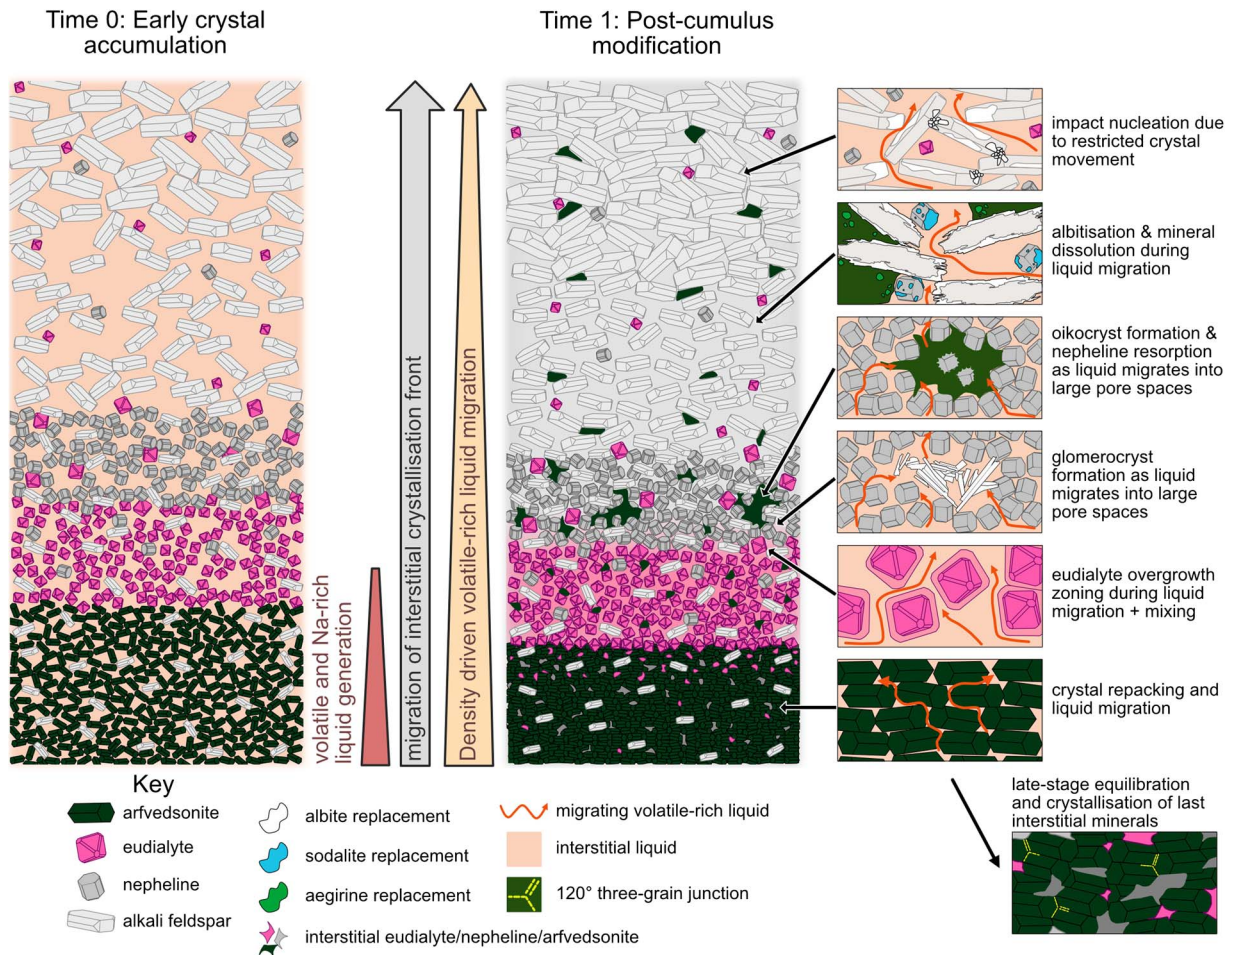 Time 0: Early crystal
accumulation
Time 1: Post-cumulus
modification
volatile and Na-rich
liquid generation
migration of interstitial crystallisation front
Density driven volatile-rich liquid migration
impact nucleation due
to restricted crystal
movement
albitisation & mineral
dissolution during
liquid migration
oikocryst formation &
nepheline resorption
as liquid migrates into
large pore spaces
glomerocryst
formation as liquid
migrates into large
pore spaces
eudialyte overgrowth
zoning during liquid
migration + mixing
crystal repacking and
liquid migration
late-stage equilibration
and crystallisation of last
interstitial minerals
Key
arfvedsonite
eudialyte
nepheline
alkali feldspar
albite replacement
sodalite replacement
aegirine replacement
interstitial eudialyte/nepheline/arfvedsonite
migrating volatile-rich liquid
interstitial liquid
120° three-grain junction